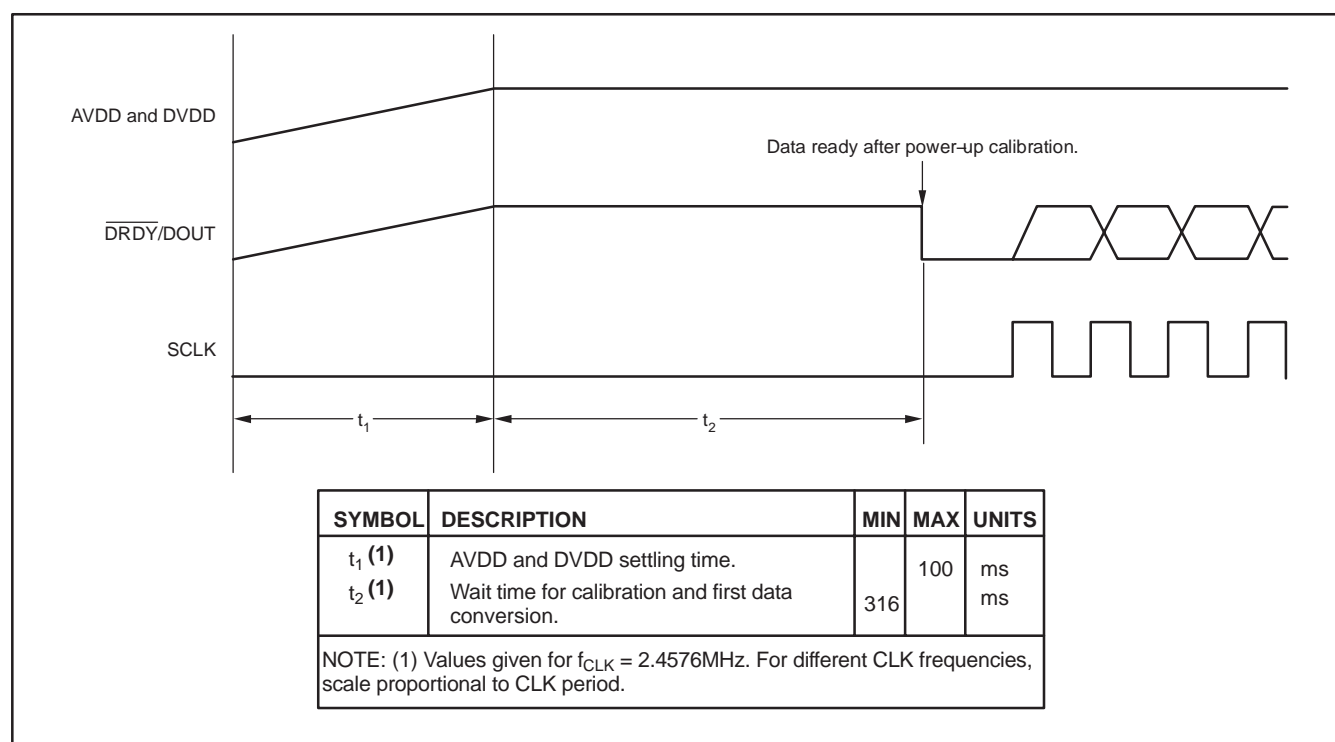 AVDD and DVDD
Data ready after power-up calibration.
DRDY/DOUT
SCLK
t1
t2
SYMBOL DESCRIPTION MIN MAX UNITS
t1 (1) AVDD and DVDD settling time. 100 ms
t2 (1) Wait time for calibration and first data conversion. 316 ms
NOTE: (1) Values given for fCLK = 2.4576MHz. For different CLK frequencies,
scale proportional to CLK period.